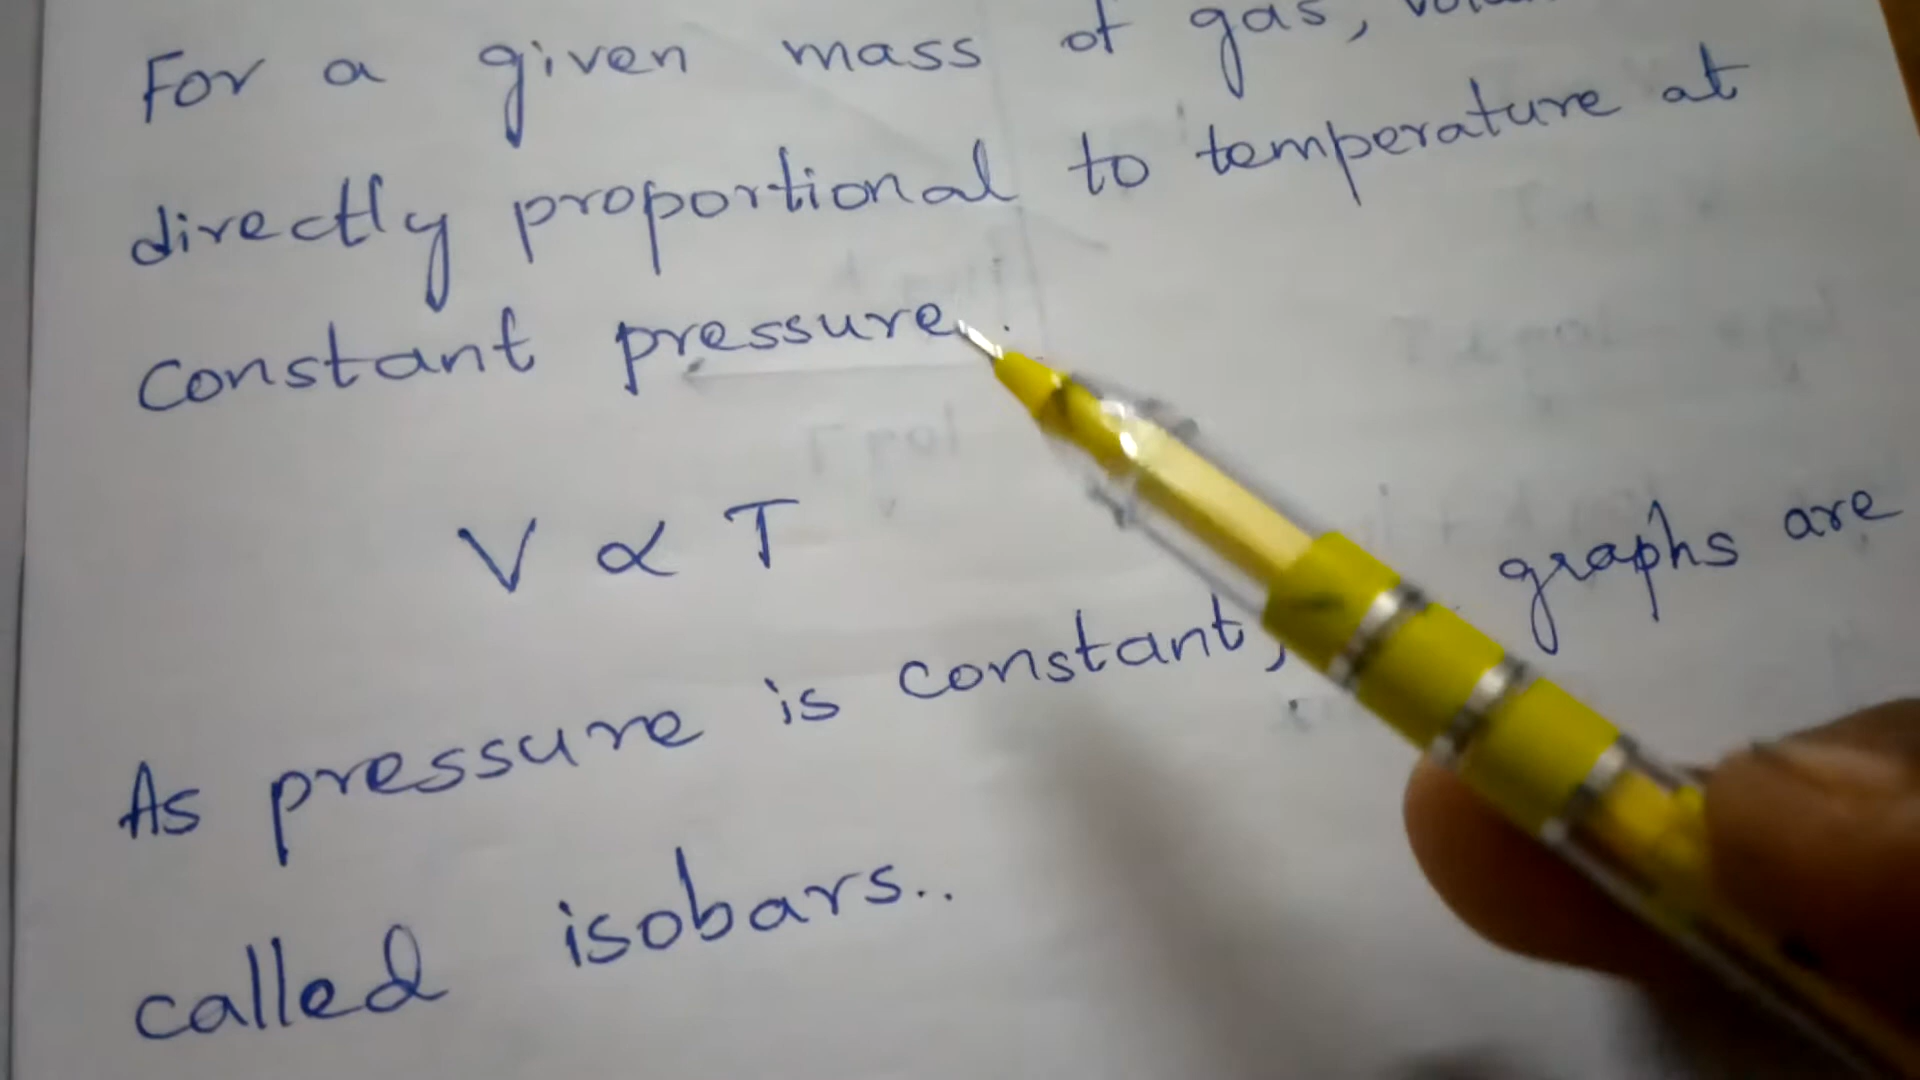 For a given mass of gas,
directly proportional to temperature at
constant pressure.
V ∝ T
As pressure is constant, graphs are
called isobars..